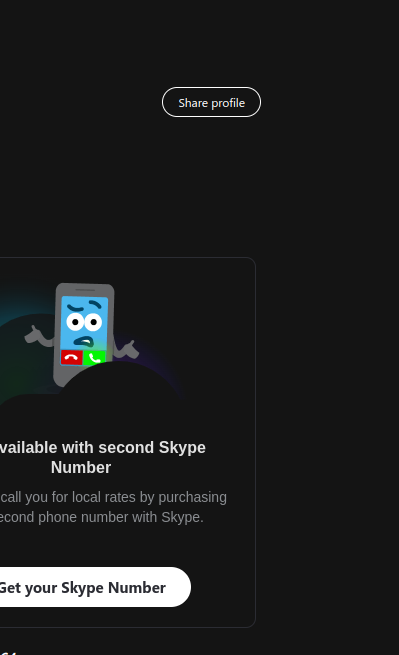 Share profile
vailable with second Skype
Number
call you for local rates by purchasing
econd phone number with Skype.
Get your Skype Number